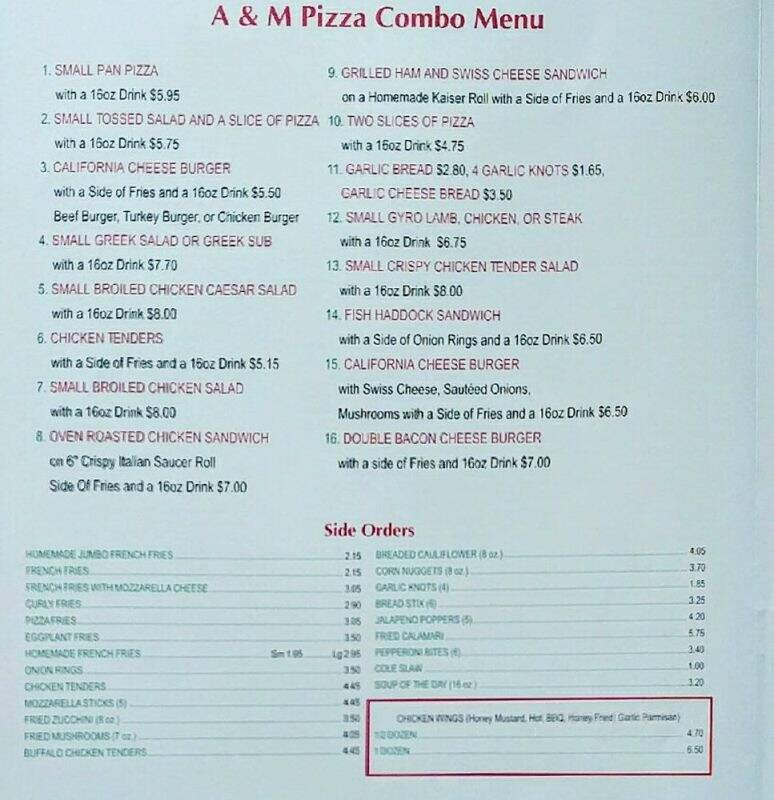 A & M Pizza Combo Menu
1. SMALL PAN PIZZA
with a 16oz Drink $5.95
2. SMALL TOSSED SALAD AND A SLICE OF PIZZA
with a 16oz Drink $5.75
3. CALIFORNIA CHEESE BURGER
with a Side of Fries and a 16oz Drink $5.50
Beef Burger, Turkey Burger, or Chicken Burger
4. SMALL GREEK SALAD OR GREEK SUB
with a 16oz Drink $7.70
5. SMALL BROILED CHICKEN CAESAR SALAD
with a 16oz Drink $8.00
6. CHICKEN TENDERS
with a Side of Fries and a 16oz Drink $5.15
7. SMALL BROILED CHICKEN SALAD
with a 16oz Drink $8.00
8. OVEN ROASTED CHICKEN SANDWICH
on 6" Crispy Italian Saucer Roll
Side Of Fries and a 16oz Drink $7.00
9. GRILLED HAM AND SWISS CHEESE SANDWICH
on a Homemade Kaiser Roll with a Side of Fries and a 16oz Drink $6.00
10. TWO SLICES OF PIZZA
with a 16oz Drink $4.75
11. GARLIC BREAD $2.80, 4 GARLIC KNOTS $1.65,
GARLIC CHEESE BREAD $3.50
12. SMALL GYRO LAMB, CHICKEN, OR STEAK
with a 16oz Drink $6.75
13. SMALL CRISPY CHICKEN TENDER SALAD
with a 16oz Drink $8.00
14. FISH HADDOCK SANDWICH
with a Side of Onion Rings and a 16oz Drink $6.50
15. CALIFORNIA CHEESE BURGER
with Swiss Cheese, Sautéed Onions,
Mushrooms with a Side of Fries and a 16oz Drink $6.50
16. DOUBLE BACON CHEESE BURGER
with a side of Fries and 16oz Drink $7.00
Side Orders
HOMEMADE JUMBO FRENCH FRIES 2.15
FRENCH FRIES 2.15
FRENCH FRIES WITH MOZZARELLA CHEESE 3.05
CURLY FRIES 2.90
PIZZA FRIES 3.05
EGGPLANT FRIES 3.50
HOMEMADE FRENCH FRIES Sm 1.95 Lg 2.95
ONION RINGS 3.50
CHICKEN TENDERS 4.45
MOZZARELLA STICKS (5) 4.45
FRIED ZUCCHINI (8 oz.) 3.50
FRIED MUSHROOMS (7 oz.) 4.05
BUFFALO CHICKEN TENDERS 4.45
BREADED CAULIFLOWER (8 oz.) 4.05
CORN NUGGETS (8 oz.) 3.70
GARLIC KNOTS (4) 1.85
BREAD STIX (6) 3.25
JALAPENO POPPERS (5) 4.20
FRIED CALAMARI 5.75
PEPPERONI BITES (6) 3.40
COLE SLAW 1.00
SOUP OF THE DAY (16 oz.) 3.20
CHICKEN WINGS (Honey Mustard, Hot, BBQ, Honey Fried, Garlic Parmisan)
1/2 DOZEN 4.70
1 DOZEN 6.50